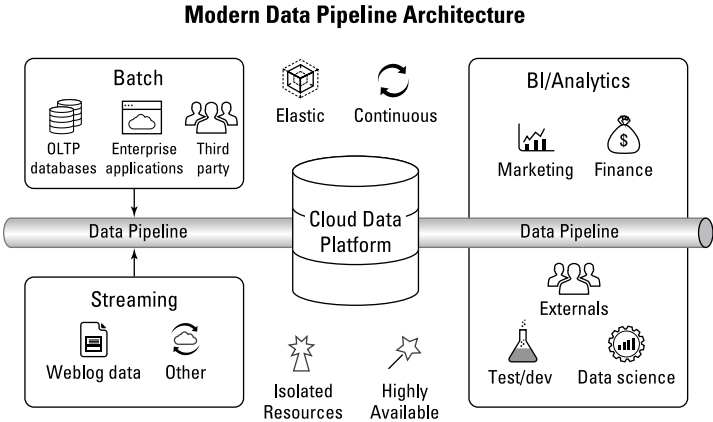 Modern Data Pipeline Architecture
Batch
OLTP
databases
Enterprise
applications
Third
party
Elastic
Continuous
BI/Analytics
Marketing
Finance
$
Data Pipeline
Cloud Data
Platform
Data Pipeline
Streaming
Weblog data
Other
Isolated
Resources
Highly
Available
Externals
Test/dev
Data science